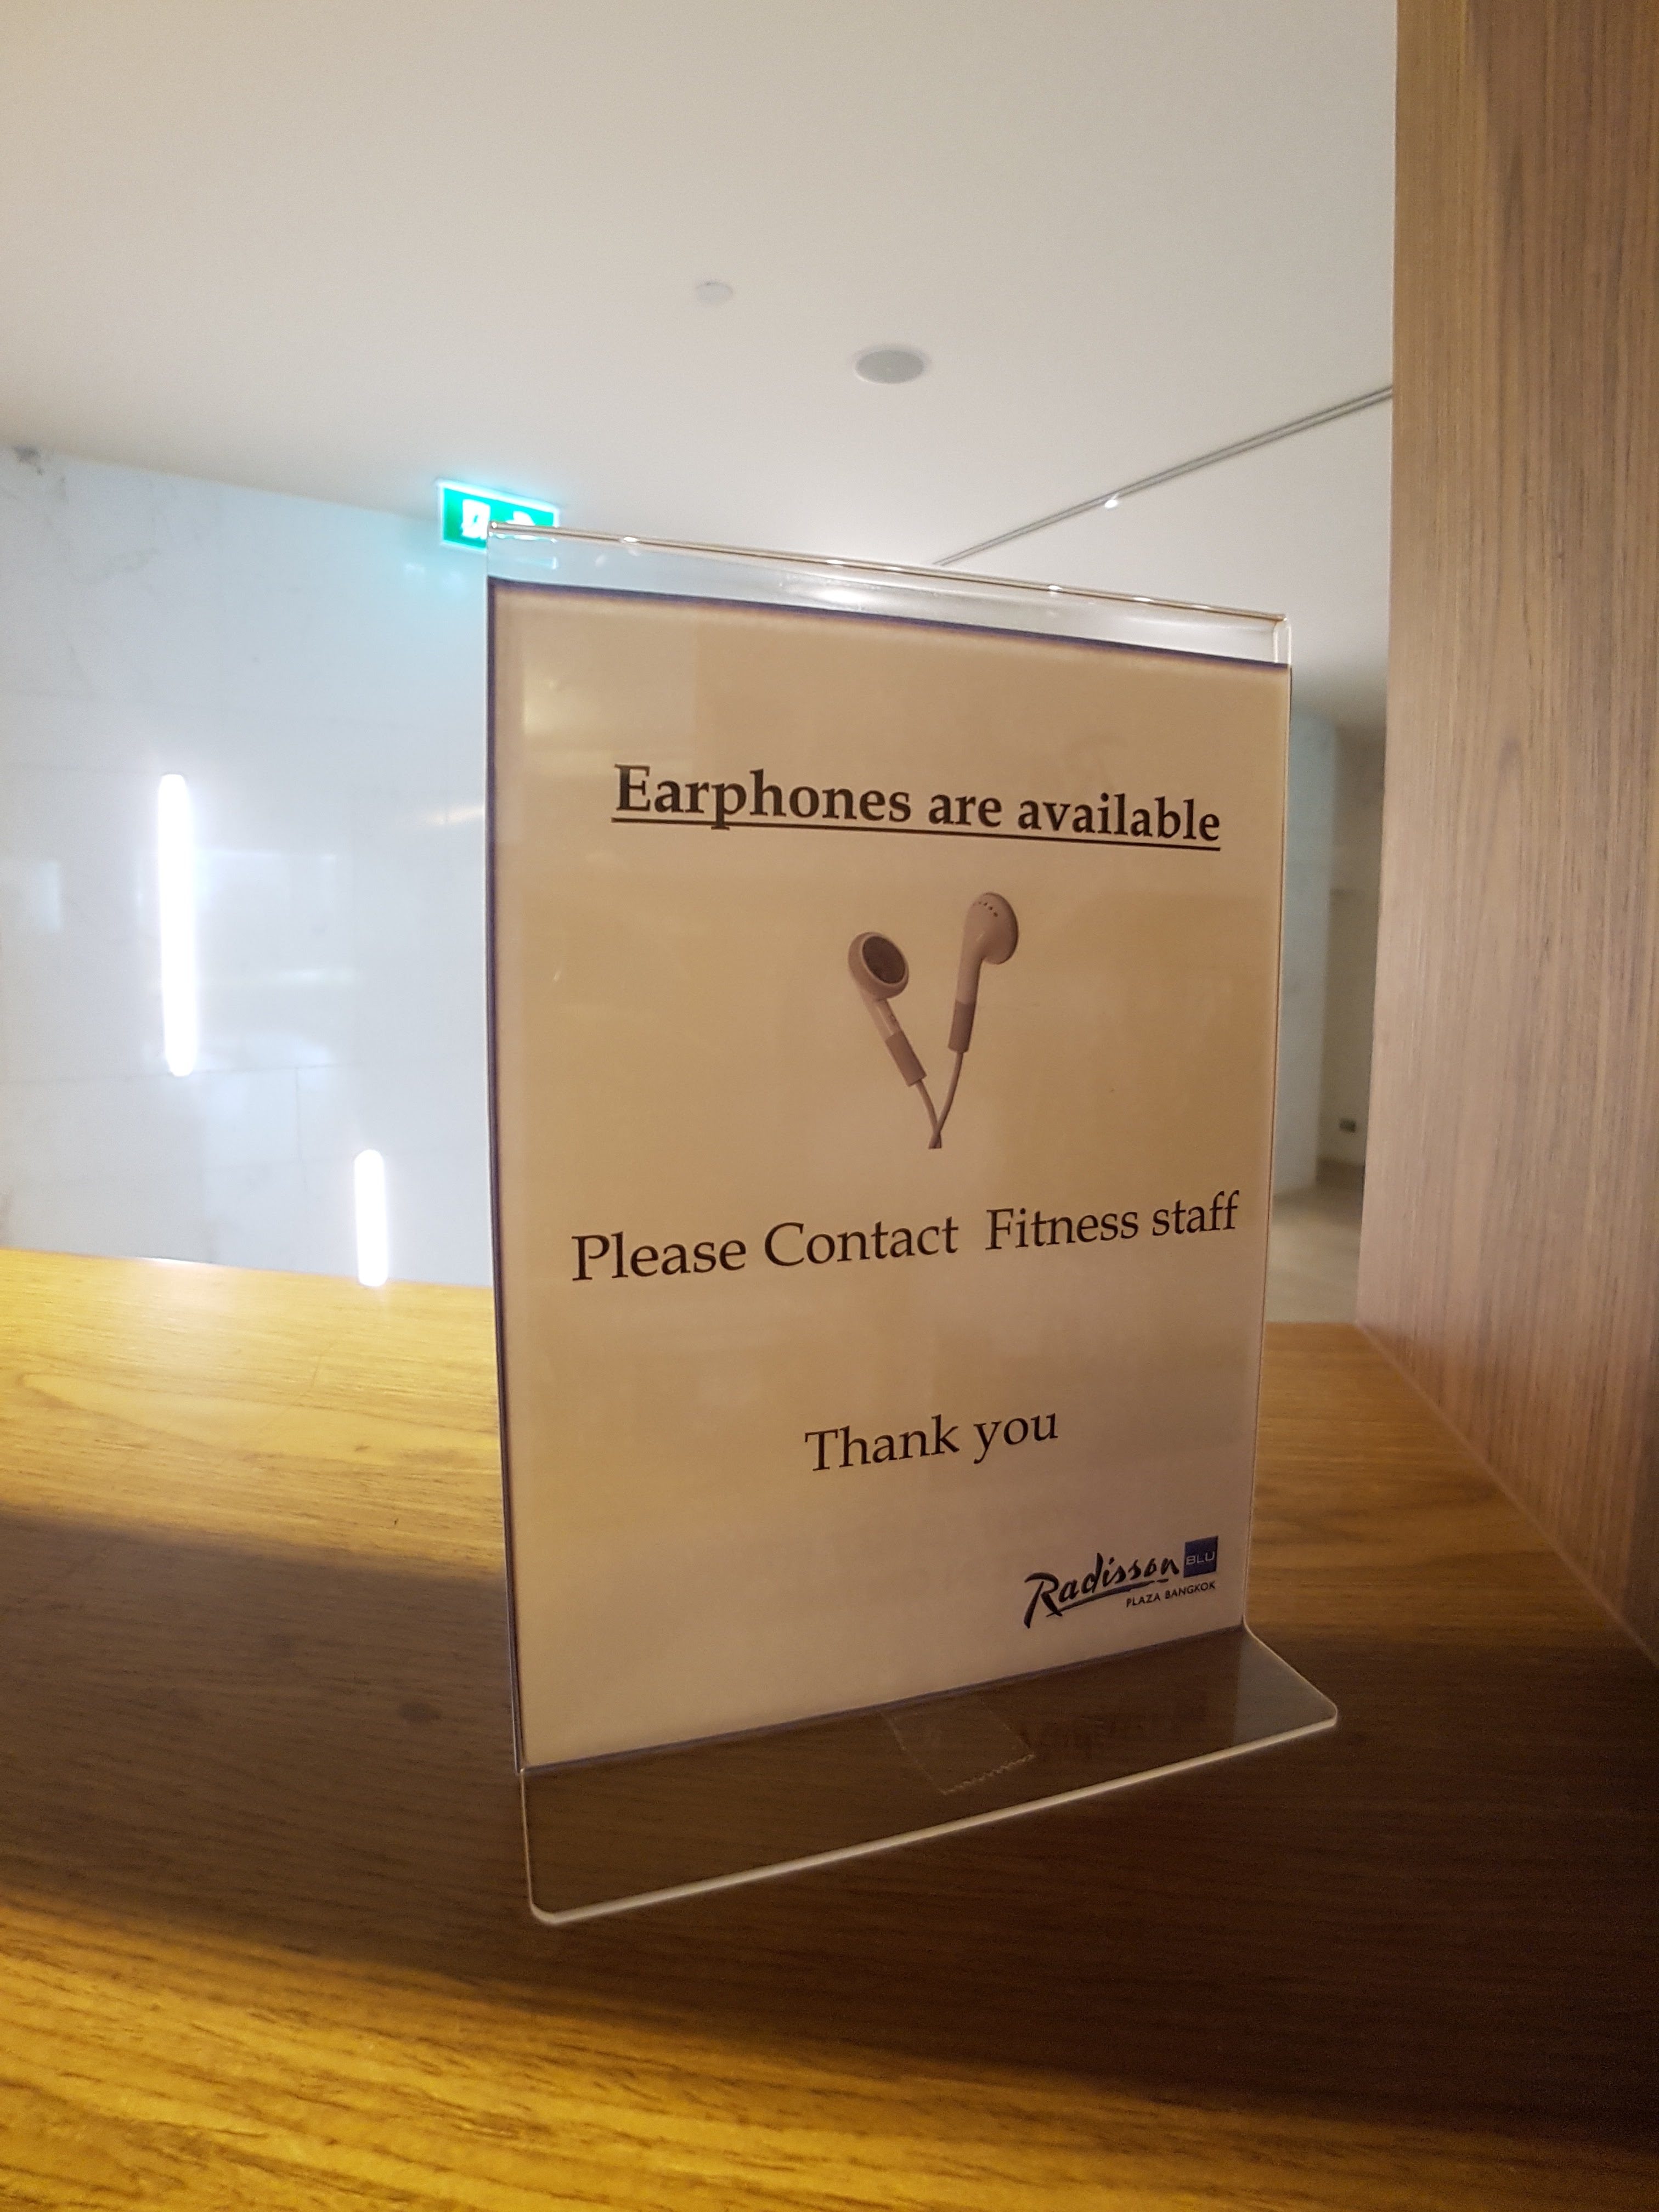 Earphones are available
Please Contact Fitness staff
Thank you
Radisson BLU
PLAZA BANGKOK